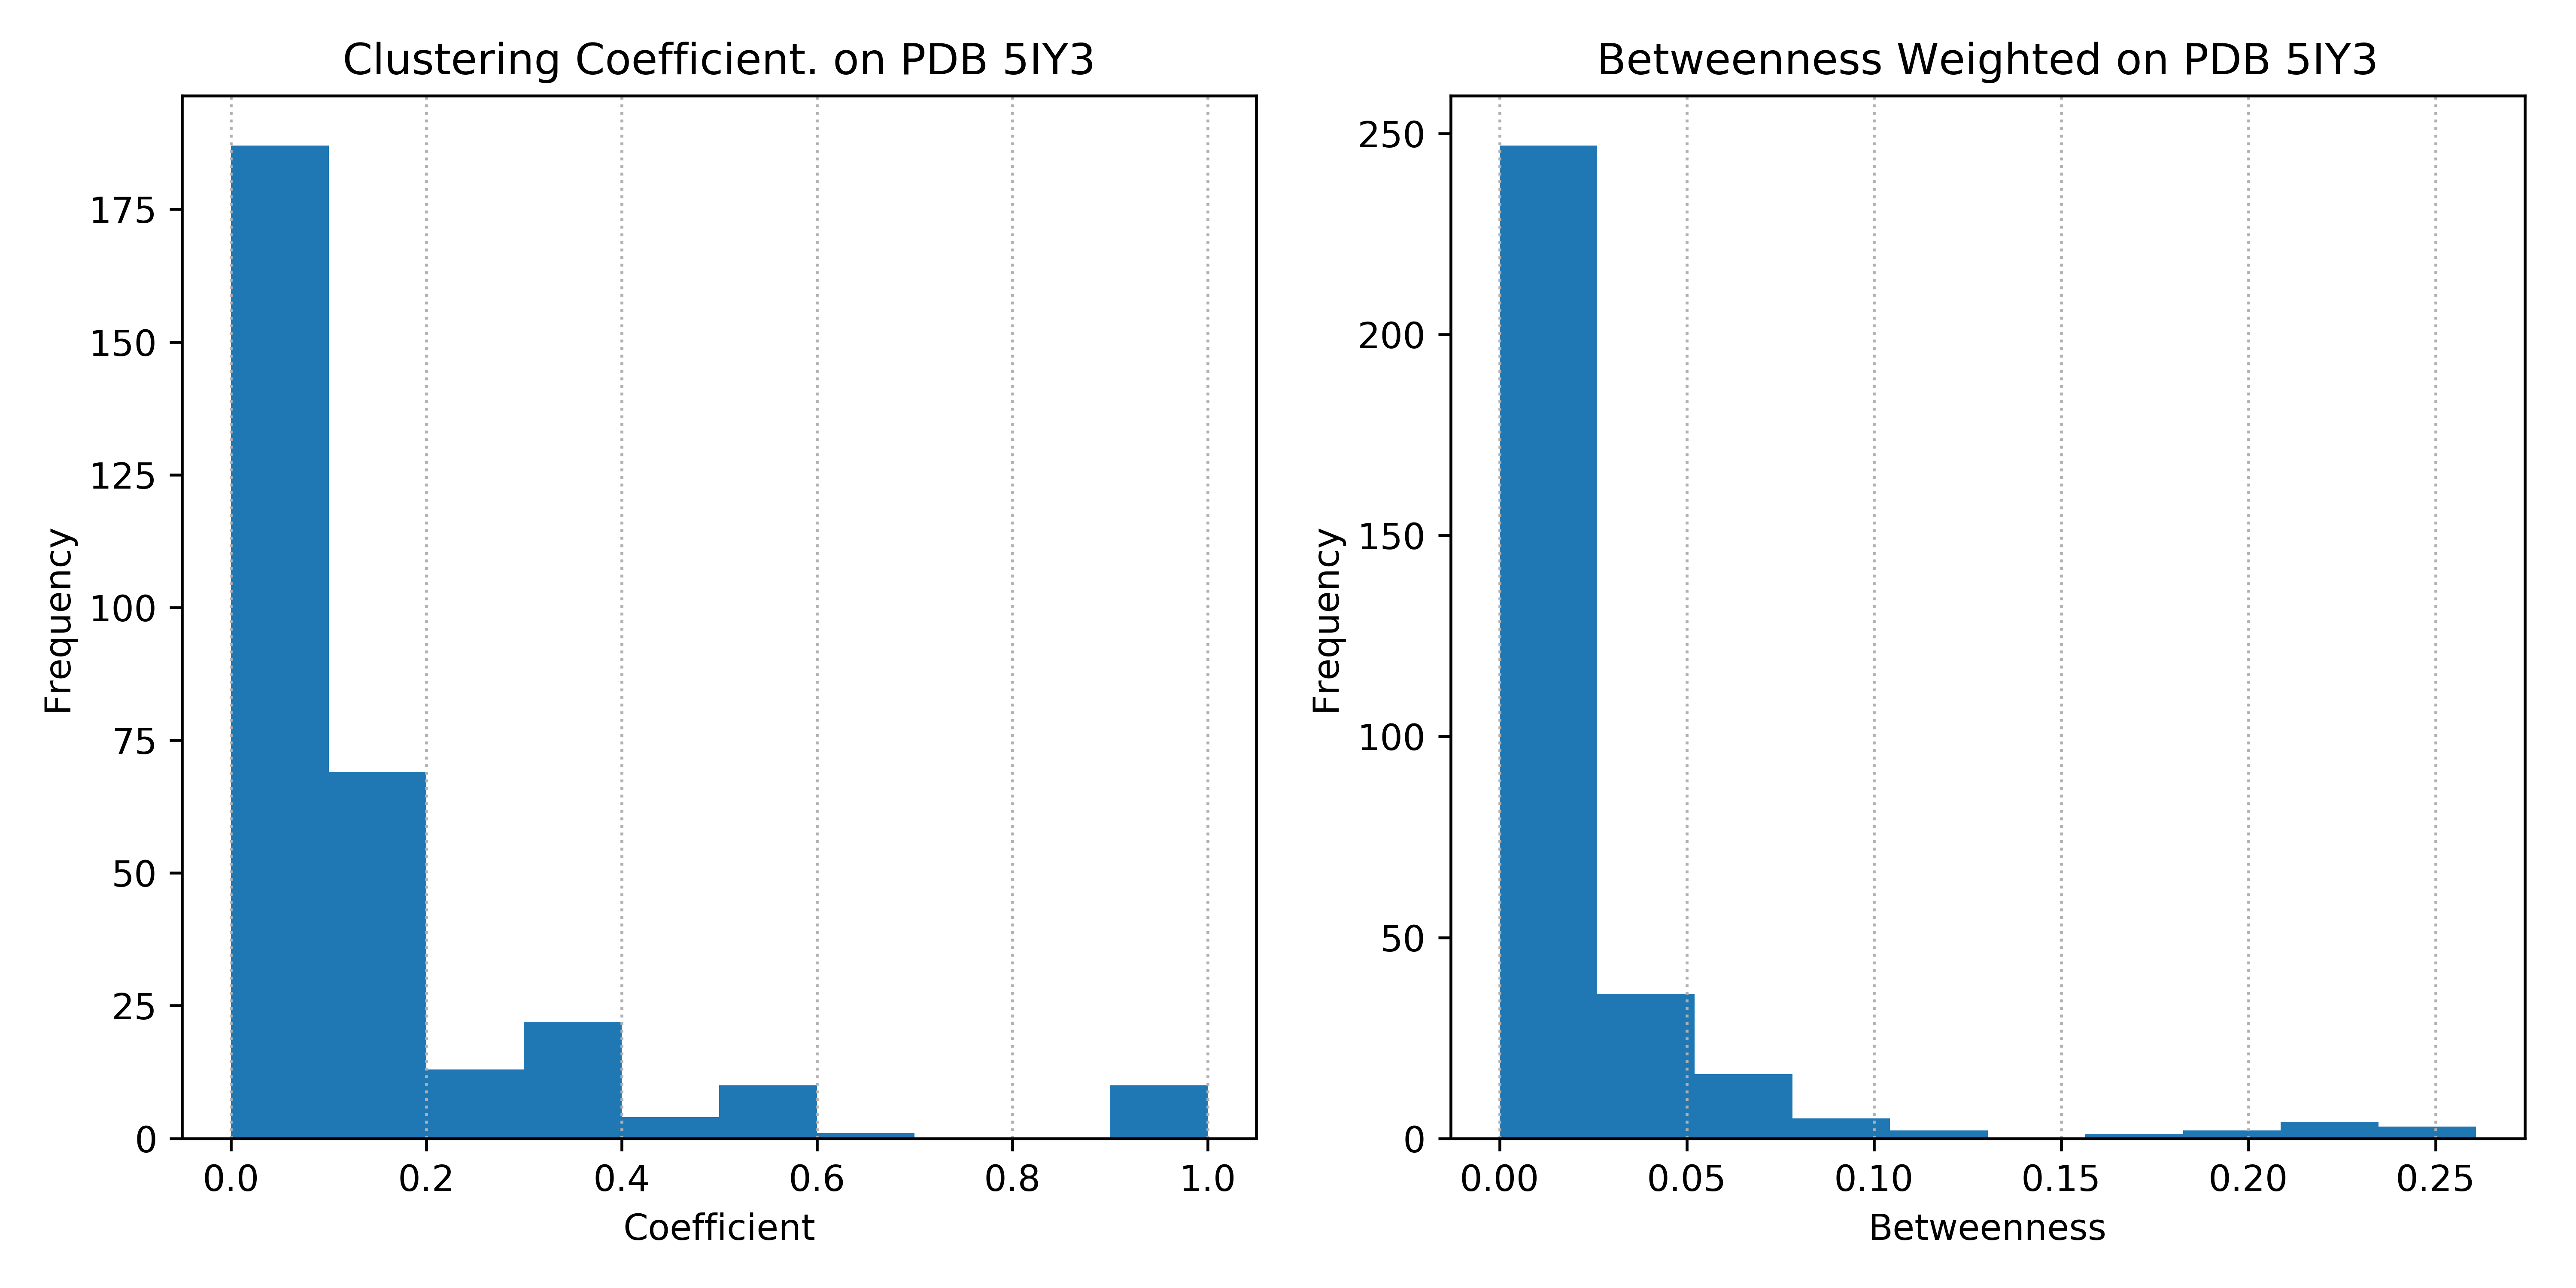 Clustering Coefficient. on PDB 5IY3
Frequency
175
150
125
100
75
50
25
0
0.0 0.2 0.4 0.6 0.8 1.0
Coefficient
Betweenness Weighted on PDB 5IY3
Frequency
250
200
150
100
50
0
0.00 0.05 0.10 0.15 0.20 0.25
Betweenness